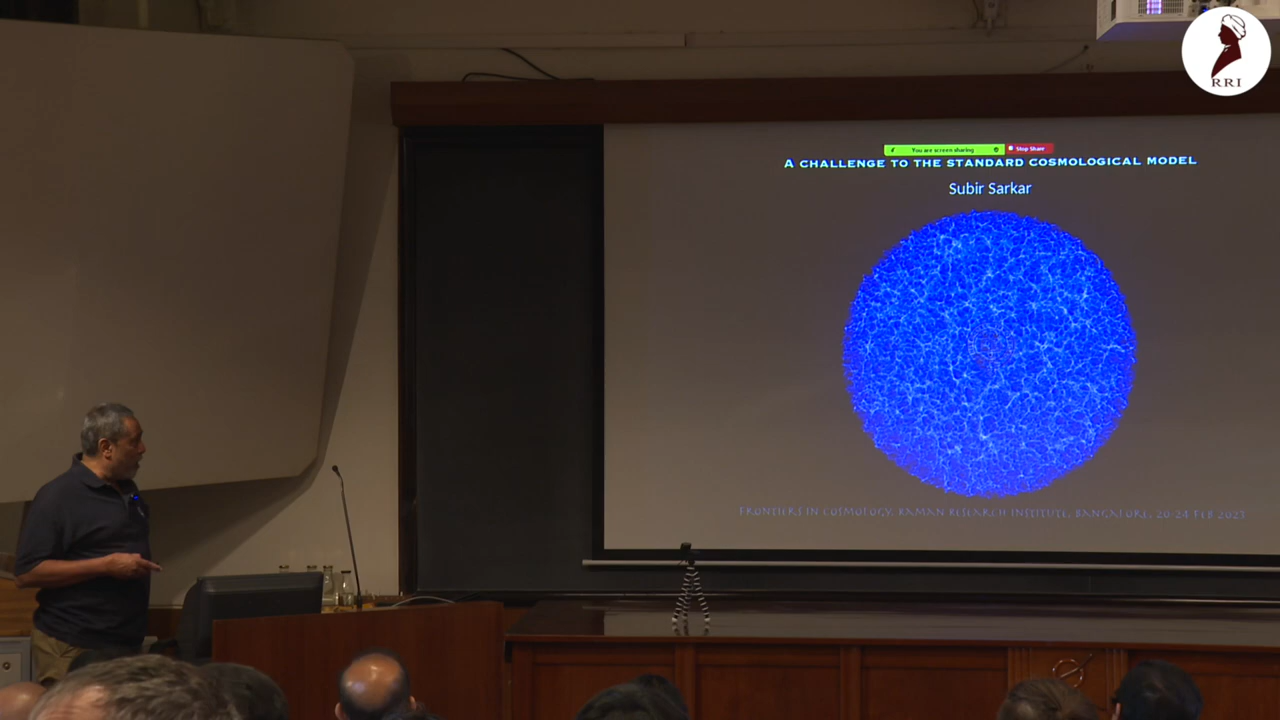 RRI
You are screen sharing
Stop Share
A CHALLENGE TO THE STANDARD COSMOLOGICAL MODEL
Subir Sarkar
FRONTIERS IN COSMOLOGY, RAMAN RESEARCH INSTITUTE, BANGALORE, 20-24 FEB 2023